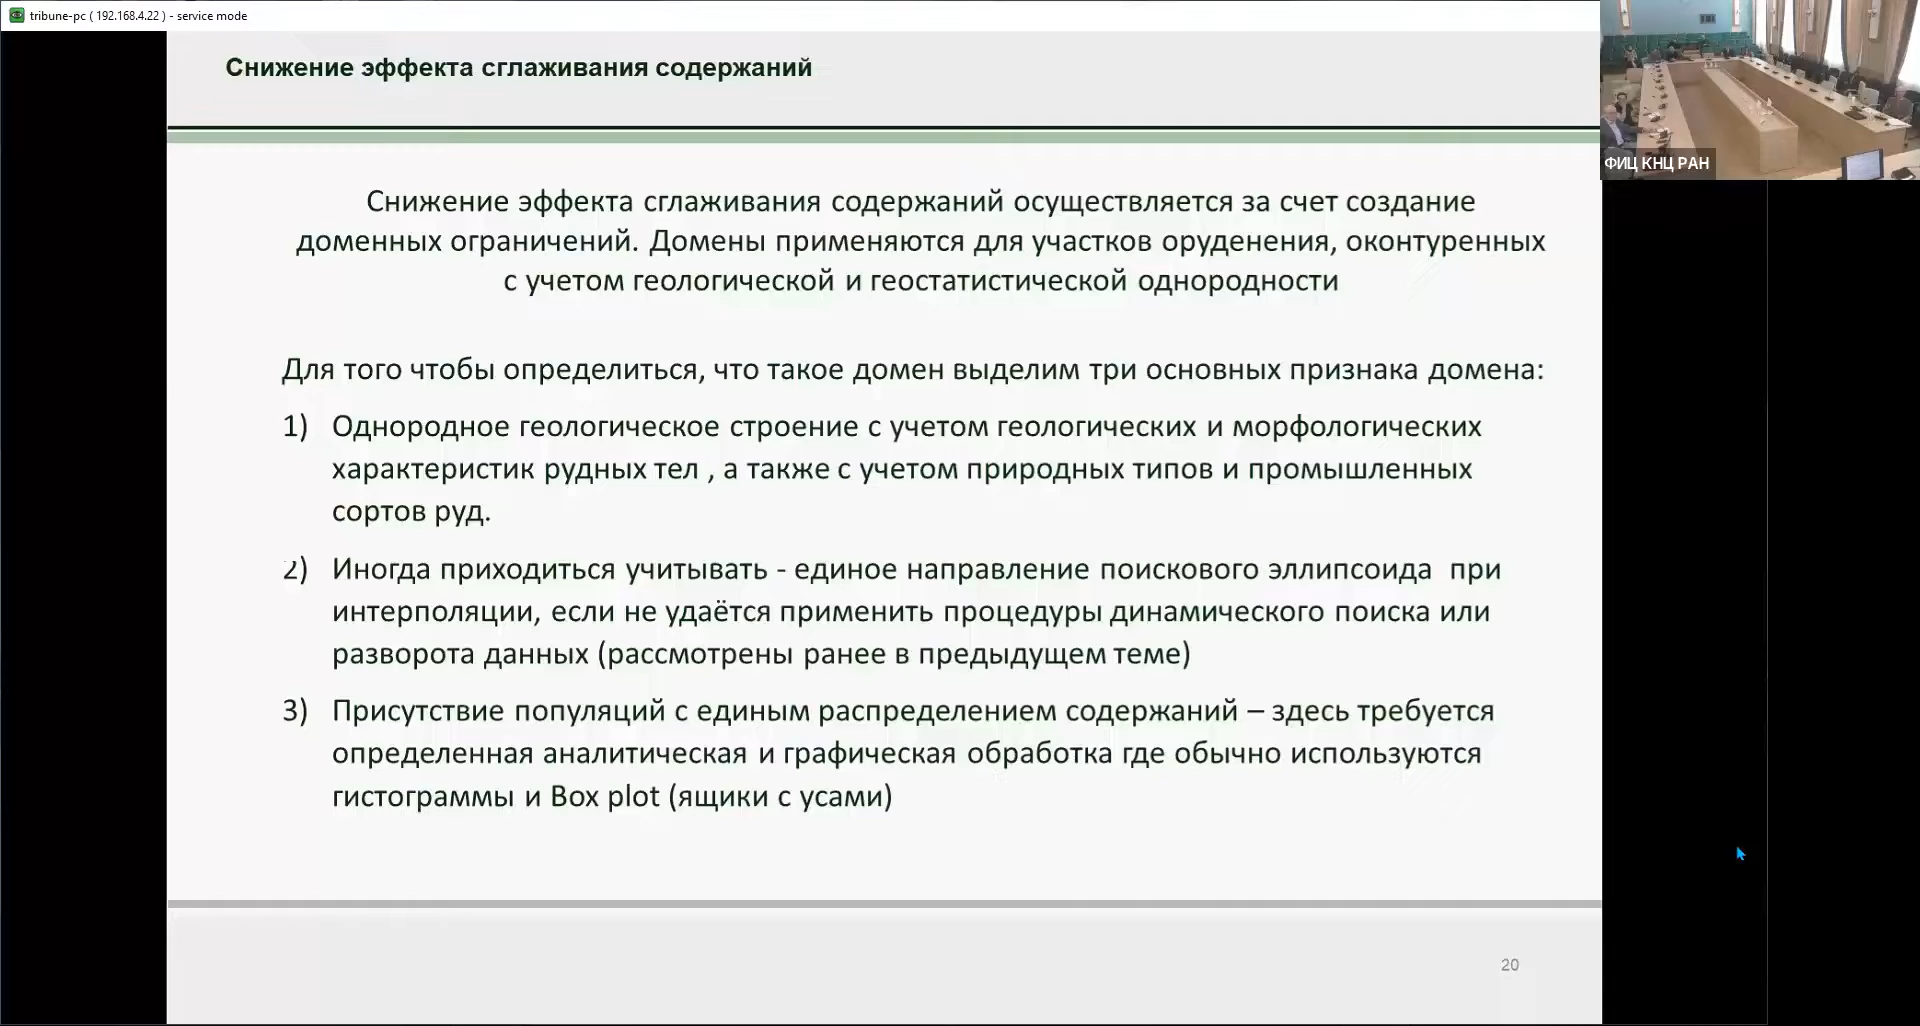 tribune-pc ( 192.168.4.22 ) - service mode
Снижение эффекта сглаживания содержаний
ФИЦ КНЦ РАН
Снижение эффекта сглаживания содержаний осуществляется за счет создание
доменных ограничений. Домены применяются для участков оруденения, оконтуренных
с учетом геологической и геостатистической однородности
Для того чтобы определиться, что такое домен выделим три основных признака домена:
1) Однородное геологическое строение с учетом геологических и морфологических
характеристик рудных тел , а также с учетом природных типов и промышленных
сортов руд.
2) Иногда приходиться учитывать - единое направление поискового эллипсоида при
интерполяции, если не удаётся применить процедуры динамического поиска или
разворота данных (рассмотрены ранее в предыдущем теме)
3) Присутствие популяций с единым распределением содержаний – здесь требуется
определенная аналитическая и графическая обработка где обычно используются
гистограммы и Box plot (ящики с усами)
20